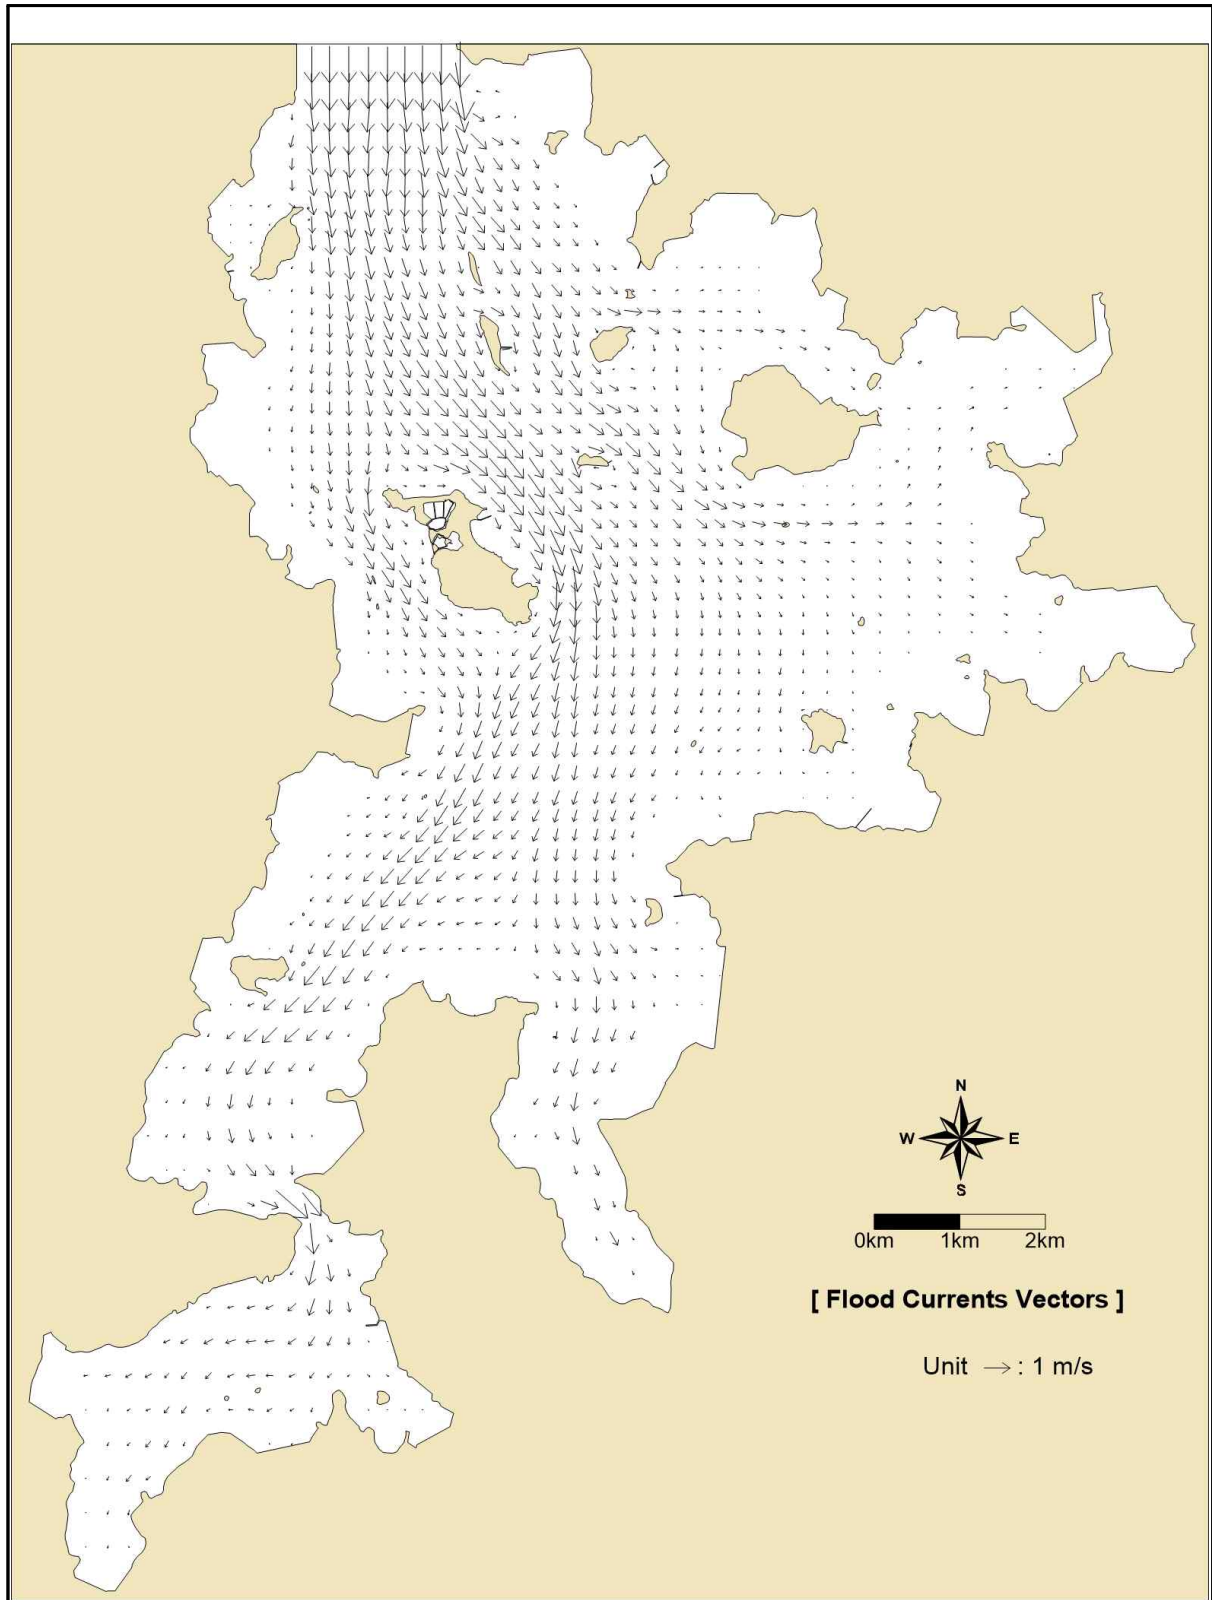 N
W E
S
0km 1km 2km
[ Flood Currents Vectors ]
Unit → : 1 m/s